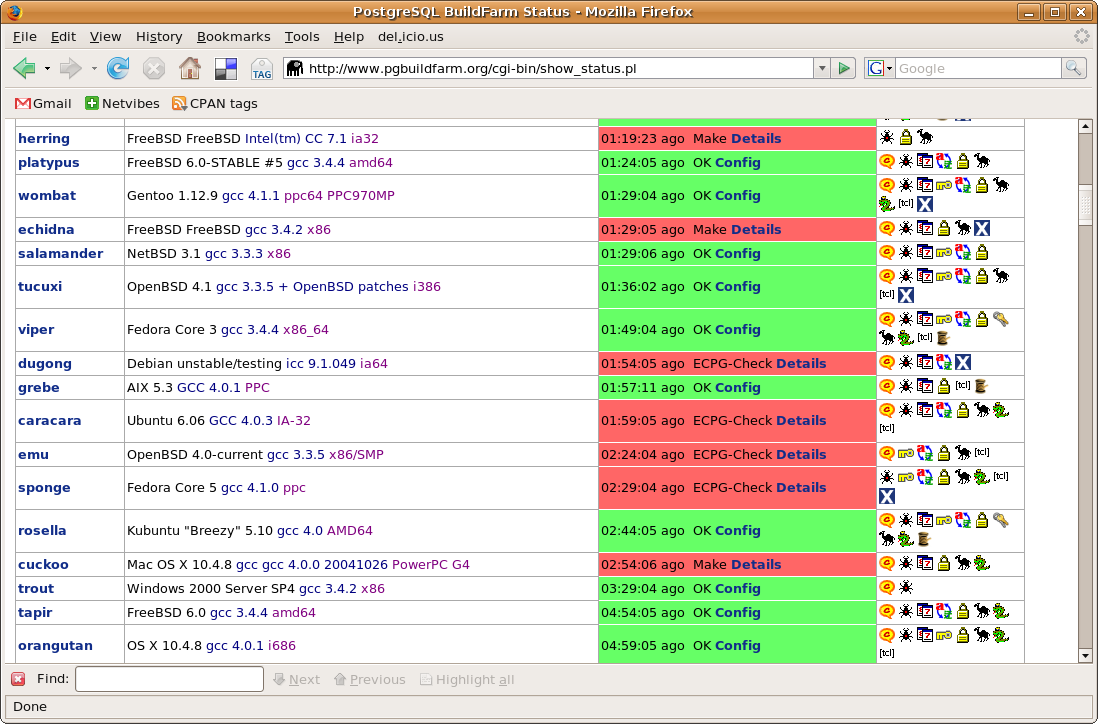 PostgreSQL BuildFarm Status - Mozilla Firefox
File Edit View History Bookmarks Tools Help del.icio.us
TAG http://www.pgbuildfarm.org/cgi-bin/show_status.pl G Google
Gmail Netvibes CPAN tags
herring FreeBSD FreeBSD Intel(tm) CC 7.1 ia32 01:19:23 ago Make Details
platypus FreeBSD 6.0-STABLE #5 gcc 3.4.4 amd64 01:24:05 ago OK Config
wombat Gentoo 1.12.9 gcc 4.1.1 ppc64 PPC970MP 01:29:04 ago OK Config
[tcl]
echidna FreeBSD FreeBSD gcc 3.4.2 x86 01:29:05 ago Make Details
salamander NetBSD 3.1 gcc 3.3.3 x86 01:29:06 ago OK Config
tucuxi OpenBSD 4.1 gcc 3.3.5 + OpenBSD patches i386 01:36:02 ago OK Config
[tcl]
viper Fedora Core 3 gcc 3.4.4 x86_64 01:49:04 ago OK Config
[tcl]
dugong Debian unstable/testing icc 9.1.049 ia64 01:54:05 ago ECPG-Check Details
grebe AIX 5.3 GCC 4.0.1 PPC 01:57:11 ago OK Config [tcl]
caracara Ubuntu 6.06 GCC 4.0.3 IA-32 01:59:05 ago ECPG-Check Details
[tcl]
emu OpenBSD 4.0-current gcc 3.3.5 x86/SMP 02:24:04 ago ECPG-Check Details [tcl]
sponge Fedora Core 5 gcc 4.1.0 ppc 02:29:04 ago ECPG-Check Details [tcl]
rosella Kubuntu "Breezy" 5.10 gcc 4.0 AMD64 02:44:05 ago OK Config
cuckoo Mac OS X 10.4.8 gcc gcc 4.0.0 20041026 PowerPC G4 02:54:06 ago Make Details
trout Windows 2000 Server SP4 gcc 3.4.2 x86 03:29:04 ago OK Config
tapir FreeBSD 6.0 gcc 3.4.4 amd64 04:54:05 ago OK Config
orangutan OS X 10.4.8 gcc 4.0.1 i686 04:59:05 ago OK Config
[tcl]
Find: Next Previous Highlight all
Done